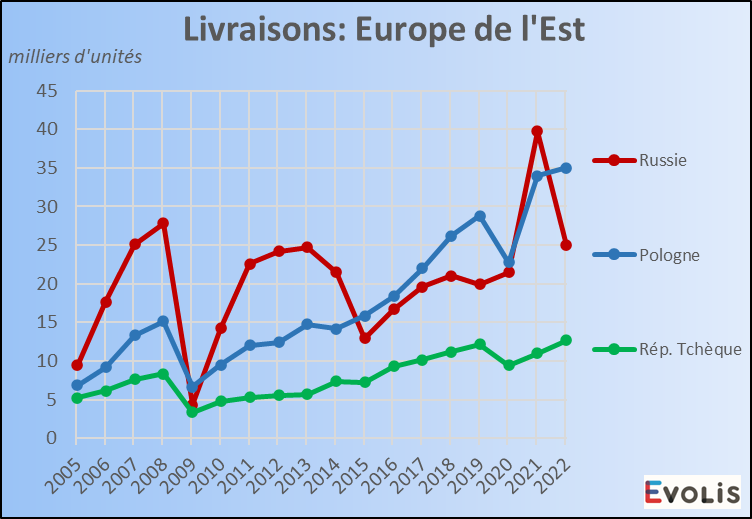 Livraisons: Europe de l'Est
milliers d'unités
45
40
35
30
25
20
15
10
5
0
2005 2006 2007 2008 2009 2010 2011 2012 2013 2014 2015 2016 2017 2018 2019 2020 2021 2022
Russie
Pologne
Rép. Tchèque
EVOLIS